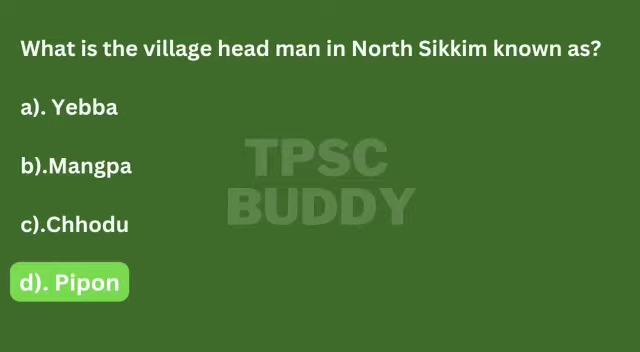 What is the village head man in North Sikkim known as?
a). Yebba
b).Mangpa
TPSC
BUDDY
c).Chhodu
d). Pipon